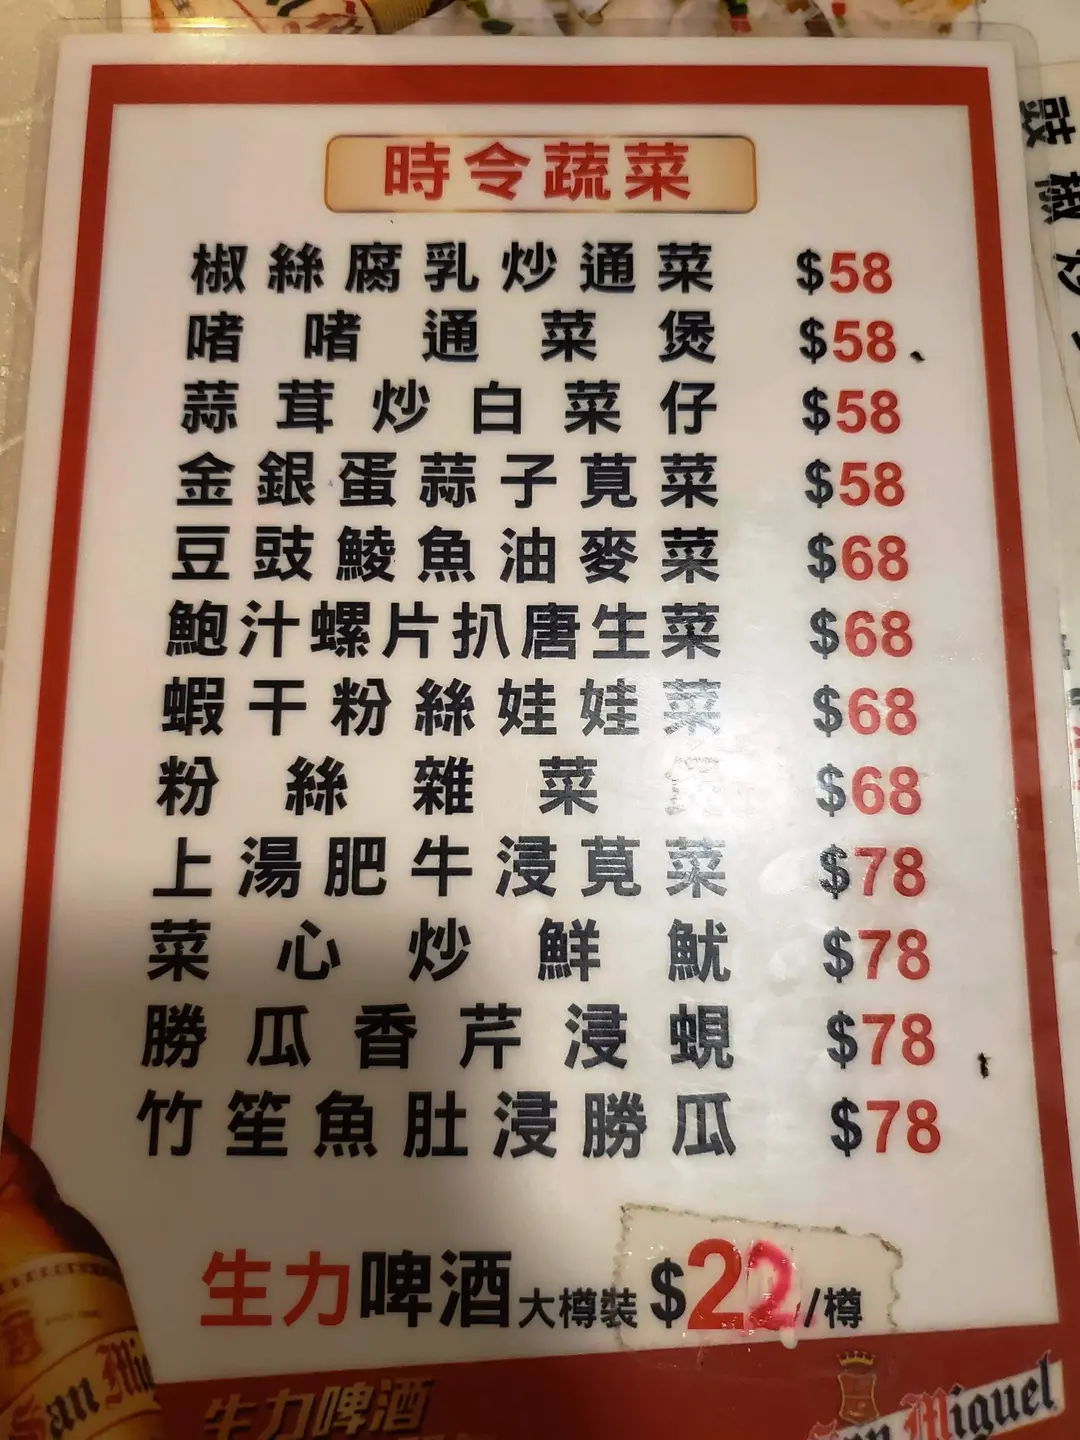 時令蔬菜
椒絲腐乳炒通菜 $58
啫啫通菜煲 $58
蒜茸炒白菜仔 $58
金銀蛋蒜子莧菜 $58
豆豉鯪魚油麥菜 $68
鮑汁螺片扒唐生菜 $68
蝦干粉絲娃娃菜 $68
粉絲雜菜 $68
上湯肥牛浸莧菜 $78
菜心炒鮮魷 $78
勝瓜香芹浸蜆 $78
竹笙魚肚浸勝瓜 $78
生力啤酒大樽裝 $22/樽
生力啤酒
San Miguel
豉椒炒